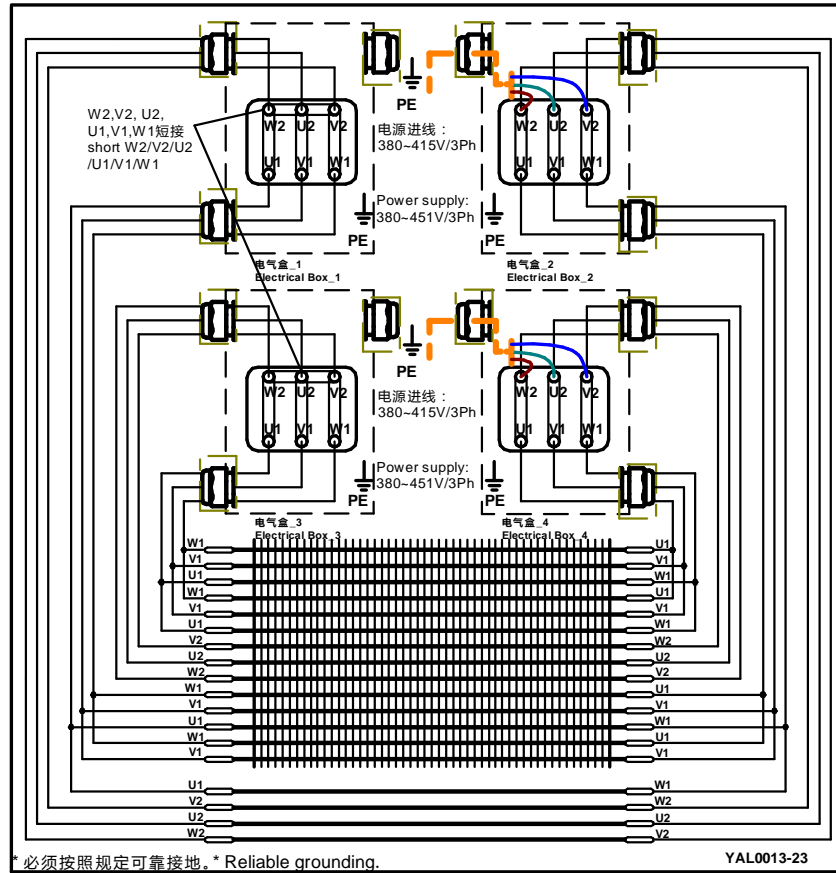 W2,V2, U2,
U1,V1,W1短接
short W2/V2/U2
/U1/V1/W1
W2 U2 V2
U1 V1 W1
PE
电源进线：
380~415V/3Ph
W2 U2 V2
U1 V1 W1
Power supply:
380~451V/3Ph
PE
PE
电气盒_1
Electrical Box_1
电气盒_2
Electrical Box_2
W2 U2 V2
U1 V1 W1
PE
电源进线：
380~415V/3Ph
W2 U2 V2
U1 V1 W1
Power supply:
380~451V/3Ph
PE
PE
电气盒_3
Electrical Box_3
电气盒_4
Electrical Box_4
W1 U1
V1 V1
U1 W1
W1 U1
V1 V1
U1 W1
V2 W2
U2 U2
W2 V2
W1 U1
V1 V1
U1 W1
W1 U1
V1 V1
U1 W1
V2 W2
U2 U2
W2 V2
* 必须按照规定可靠接地。* Reliable grounding.
YAL0013-23